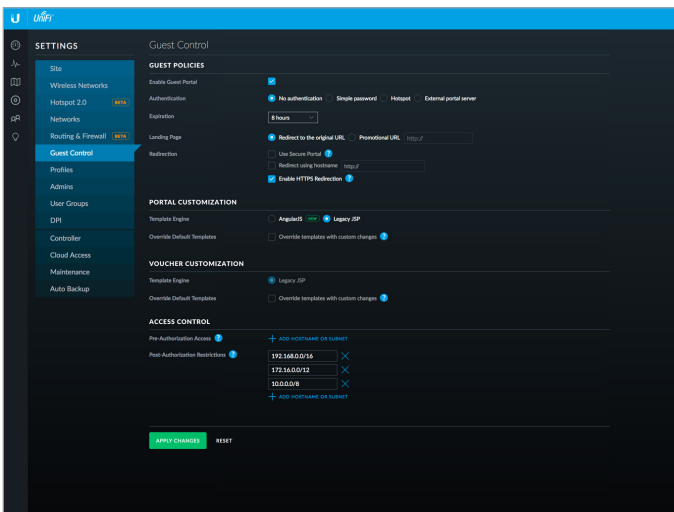 U UniFi
SETTINGS
Site
Wireless Networks
Hotspot 2.0 BETA
Networks
Routing & Firewall BETA
Guest Control
Profiles
Admins
User Groups
DPI
Controller
Cloud Access
Maintenance
Auto Backup
Guest Control
GUEST POLICIES
Enable Guest Portal
Authentication No authentication Simple password Hotspot External portal server
Expiration 8 hours
Landing Page Redirect to the original URL Promotional URL http://
Redirection Use Secure Portal ?
Redirect using hostname http://
Enable HTTPS Redirection ?
PORTAL CUSTOMIZATION
Template Engine AngularJS NEW Legacy JSP
Override Default Templates Override templates with custom changes ?
VOUCHER CUSTOMIZATION
Template Engine Legacy JSP
Override Default Templates Override templates with custom changes ?
ACCESS CONTROL
Pre-Authorization Access ? + ADD HOSTNAME OR SUBNET
Post-Authorization Restrictions ? 192.168.0.0/16
172.16.0.0/12
10.0.0.0/8
+ ADD HOSTNAME OR SUBNET
APPLY CHANGES RESET